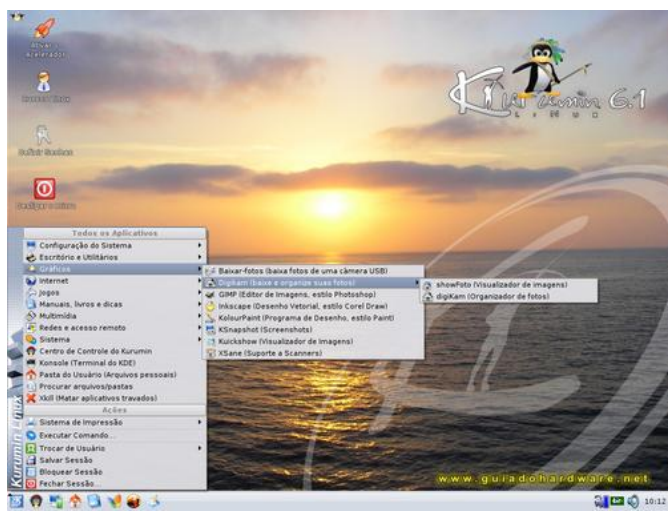 Kurumin 6.1
LINUX
Todos os Aplicativos
Configuração do Sistema
Escritório e Utilitários
Gráficos
Internet
Jogos
Manuais, livros e dicas
Multimídia
Redes e acesso remoto
Sistema
Centro de Controle do Kurumin
Konsole (Terminal do KDE)
Pasta do Usuário (Arquivos pessoais)
Procurar arquivos/pastas
Xkill (Matar aplicativos travados)
Ações
Sistema de Impressão
Executar Comando...
Trocar de Usuário
Salvar Sessão
Bloquear Sessão
Fechar Sessão...
Kurumin Linux
Baixar-fotos (baixa fotos de uma câmera USB)
Digikam (baixe e organize suas fotos)
GIMP (Editor de Imagens, estilo Photoshop)
Inkscape (Desenho Vetorial, estilo Corel Draw)
KolourPaint (Programa de Desenho, estilo Paint)
KSnapshot (Screenshots)
Kuickshow (Visualizador de Imagens)
XSane (Suporte a Scanners)
showFoto (Visualizador de imagens)
digiKam (Organizador de fotos)
www.guiadohardware.net
10:12